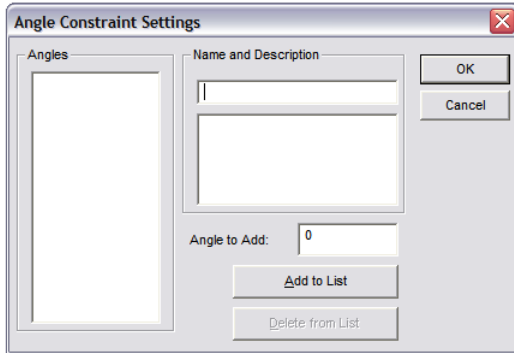 Angle Constraint Settings
Angles
Name and Description
OK
Cancel
Angle to Add:
0
Add to List
Delete from List